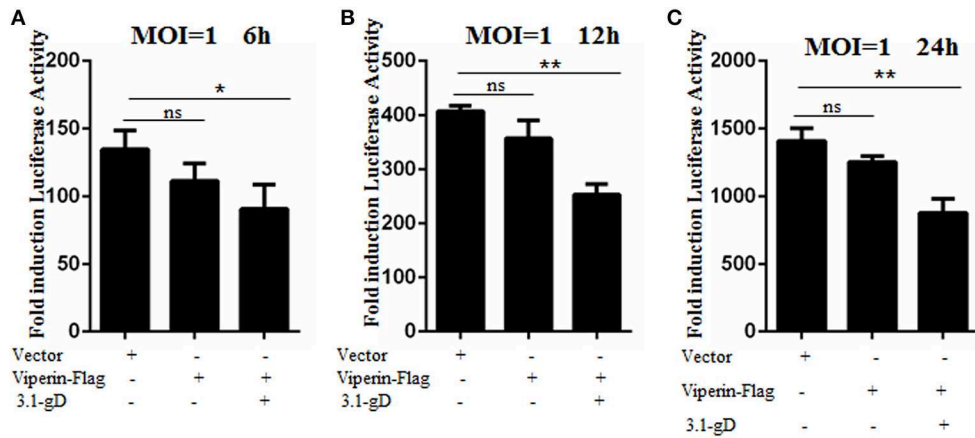 A
MOI=1 6h
Fold induction Luciferase Activity
200
150
100
50
0
*
ns
Vector + - -
Viperin-Flag - + +
3.1-gD - - +
B
MOI=1 12h
Fold induction Luciferase Activity
500
400
300
200
100
0
**
ns
Vector + - -
Viperin-Flag - + +
3.1-gD - - +
C
MOI=1 24h
Fold induction Luciferase Activity
2000
1500
1000
500
0
**
ns
Vector + - -
Viperin-Flag - + +
3.1-gD - - +